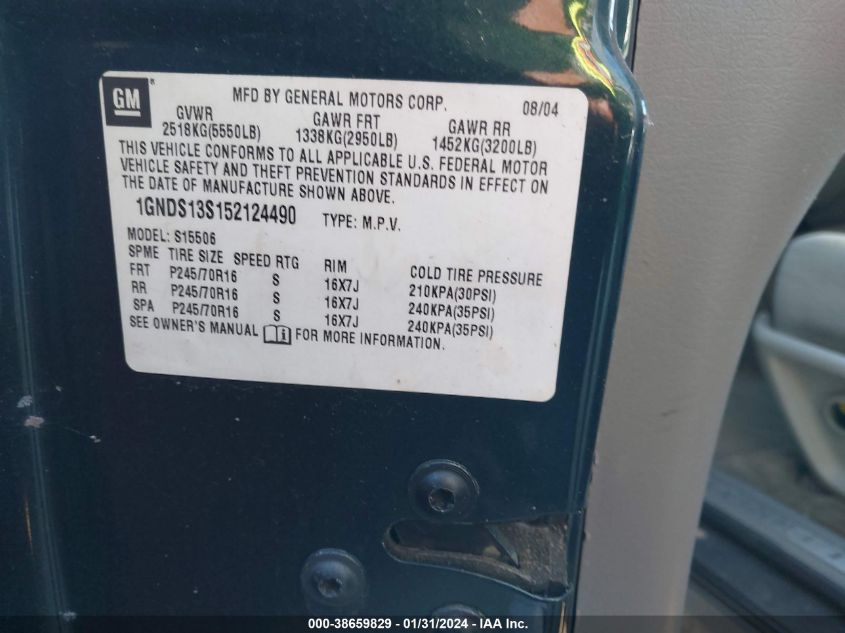 GM ®
MFD BY GENERAL MOTORS CORP. 08/04
GVWR GAWR FRT GAWR RR
2518KG(5550LB) 1338KG(2950LB) 1452KG(3200LB)
THIS VEHICLE CONFORMS TO ALL APPLICABLE U.S. FEDERAL MOTOR
VEHICLE SAFETY AND THEFT PREVENTION STANDARDS IN EFFECT ON
THE DATE OF MANUFACTURE SHOWN ABOVE.
1GNDS13S152124490 TYPE: M.P.V.
MODEL: S15506
SPME TIRE SIZE SPEED RTG RIM COLD TIRE PRESSURE
FRT P245/70R16 S 16X7J 210KPA(30PSI)
RR P245/70R16 S 16X7J 240KPA(35PSI)
SPA P245/70R16 S 16X7J 240KPA(35PSI)
SEE OWNER'S MANUAL FOR MORE INFORMATION.
000-38659829 - 01/31/2024 - IAA Inc.